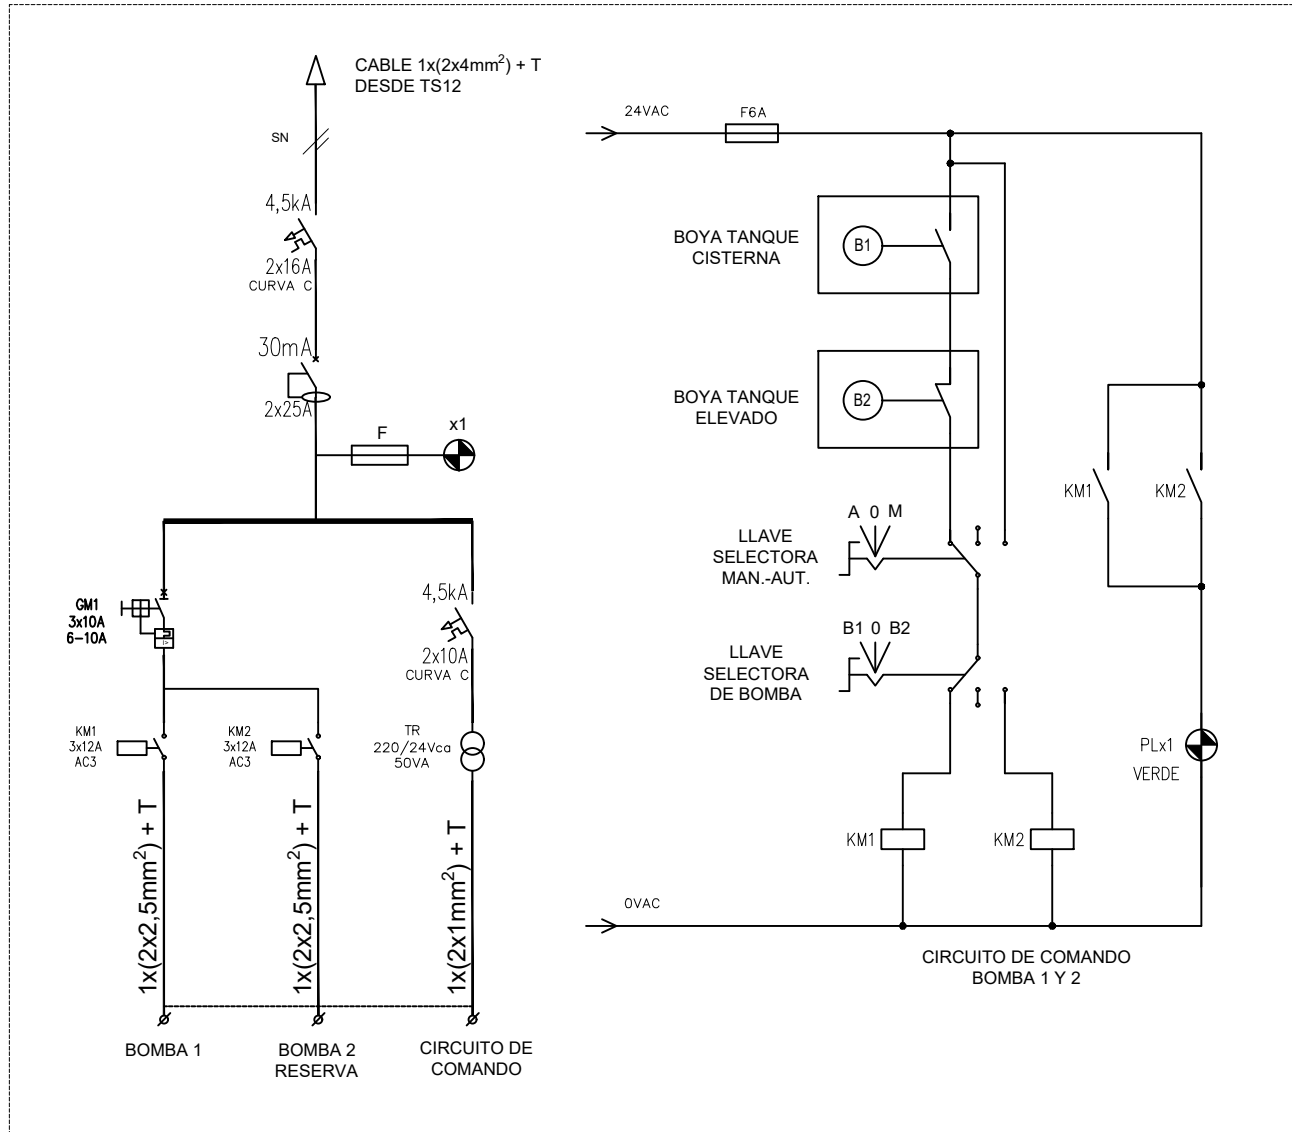 CABLE 1x(2x4mm²) + T
DESDE TS12
SN
4,5kA
2x16A
CURVA C
30mA
2x25A
F
x1
GM1
3x10A
6-10A
I>
4,5kA
2x10A
CURVA C
KM1
3x12A
AC3
KM2
3x12A
AC3
TR
220/24Vca
50VA
1x(2x2,5mm²) + T
1x(2x2,5mm²) + T
1x(2x1mm²) + T
BOMBA 1
BOMBA 2
RESERVA
CIRCUITO DE
COMANDO
24VAC
F6A
BOYA TANQUE
CISTERNA
B1
BOYA TANQUE
ELEVADO
B2
KM1
KM2
A 0 M
LLAVE
SELECTORA
MAN.-AUT.
B1 0 B2
LLAVE
SELECTORA
DE BOMBA
PLx1
VERDE
KM1
KM2
0VAC
CIRCUITO DE COMANDO
BOMBA 1 Y 2